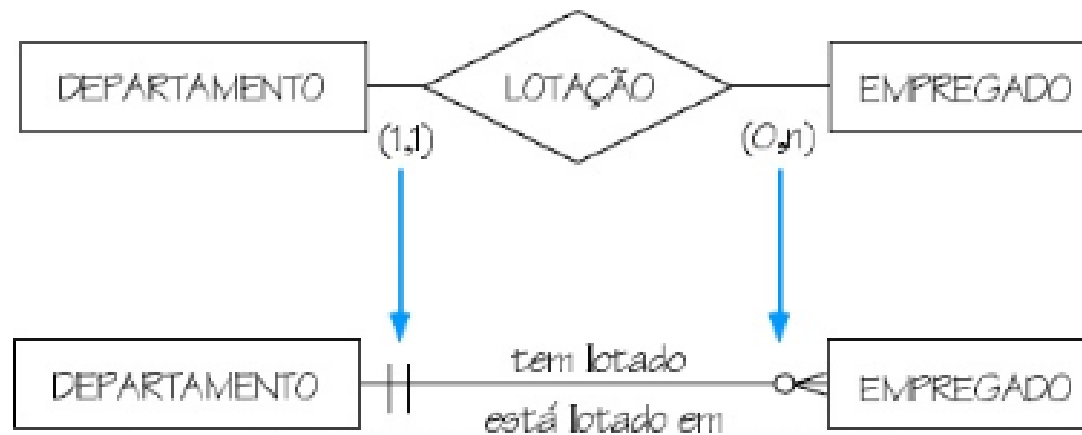 DEPARTAMENTO LOTAÇÃO EMPREGADO
(1,1) (0,n)
tem lotado
DEPARTAMENTO EMPREGADO
está lotado em